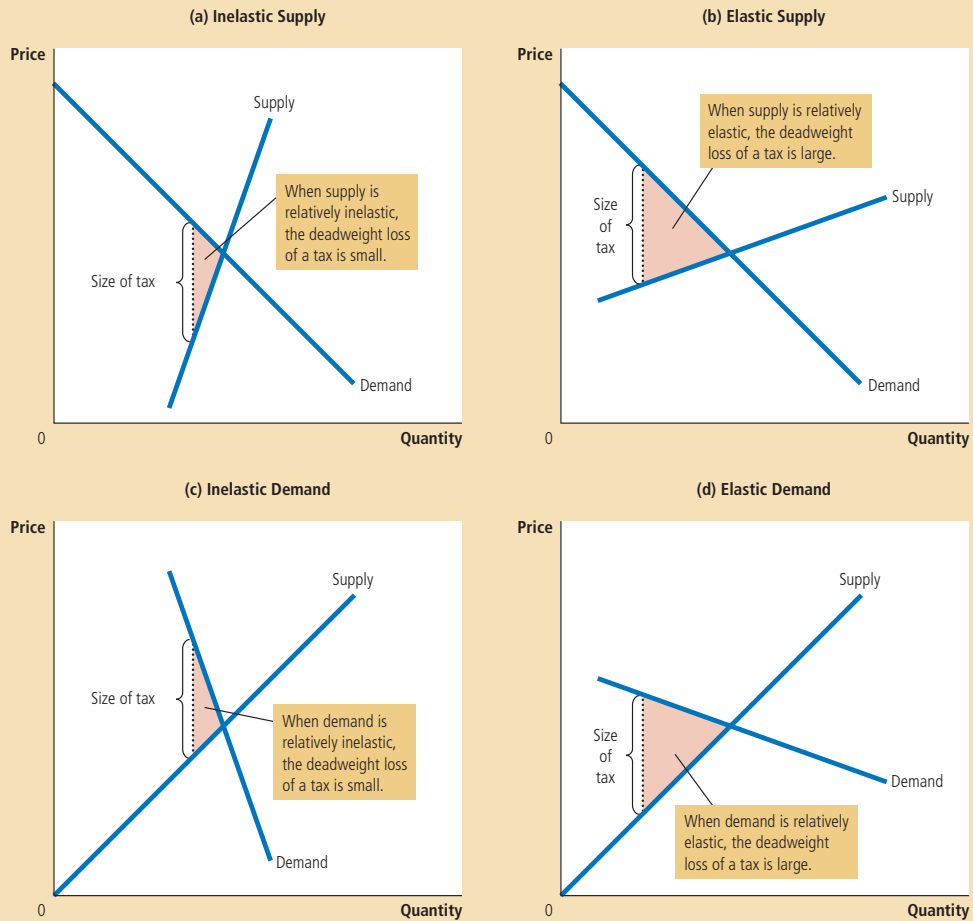 (a) Inelastic Supply
Price
Supply
When supply is
relatively inelastic,
the deadweight loss
of a tax is small.
Size of tax
Demand
0
Quantity
(b) Elastic Supply
Price
When supply is relatively
elastic, the deadweight
loss of a tax is large.
Size
of
tax
Supply
Demand
0
Quantity
(c) Inelastic Demand
Price
Supply
Size of tax
When demand is
relatively inelastic,
the deadweight loss
of a tax is small.
Demand
0
Quantity
(d) Elastic Demand
Price
Supply
Size
of
tax
Demand
When demand is relatively
elastic, the deadweight
loss of a tax is large.
0
Quantity